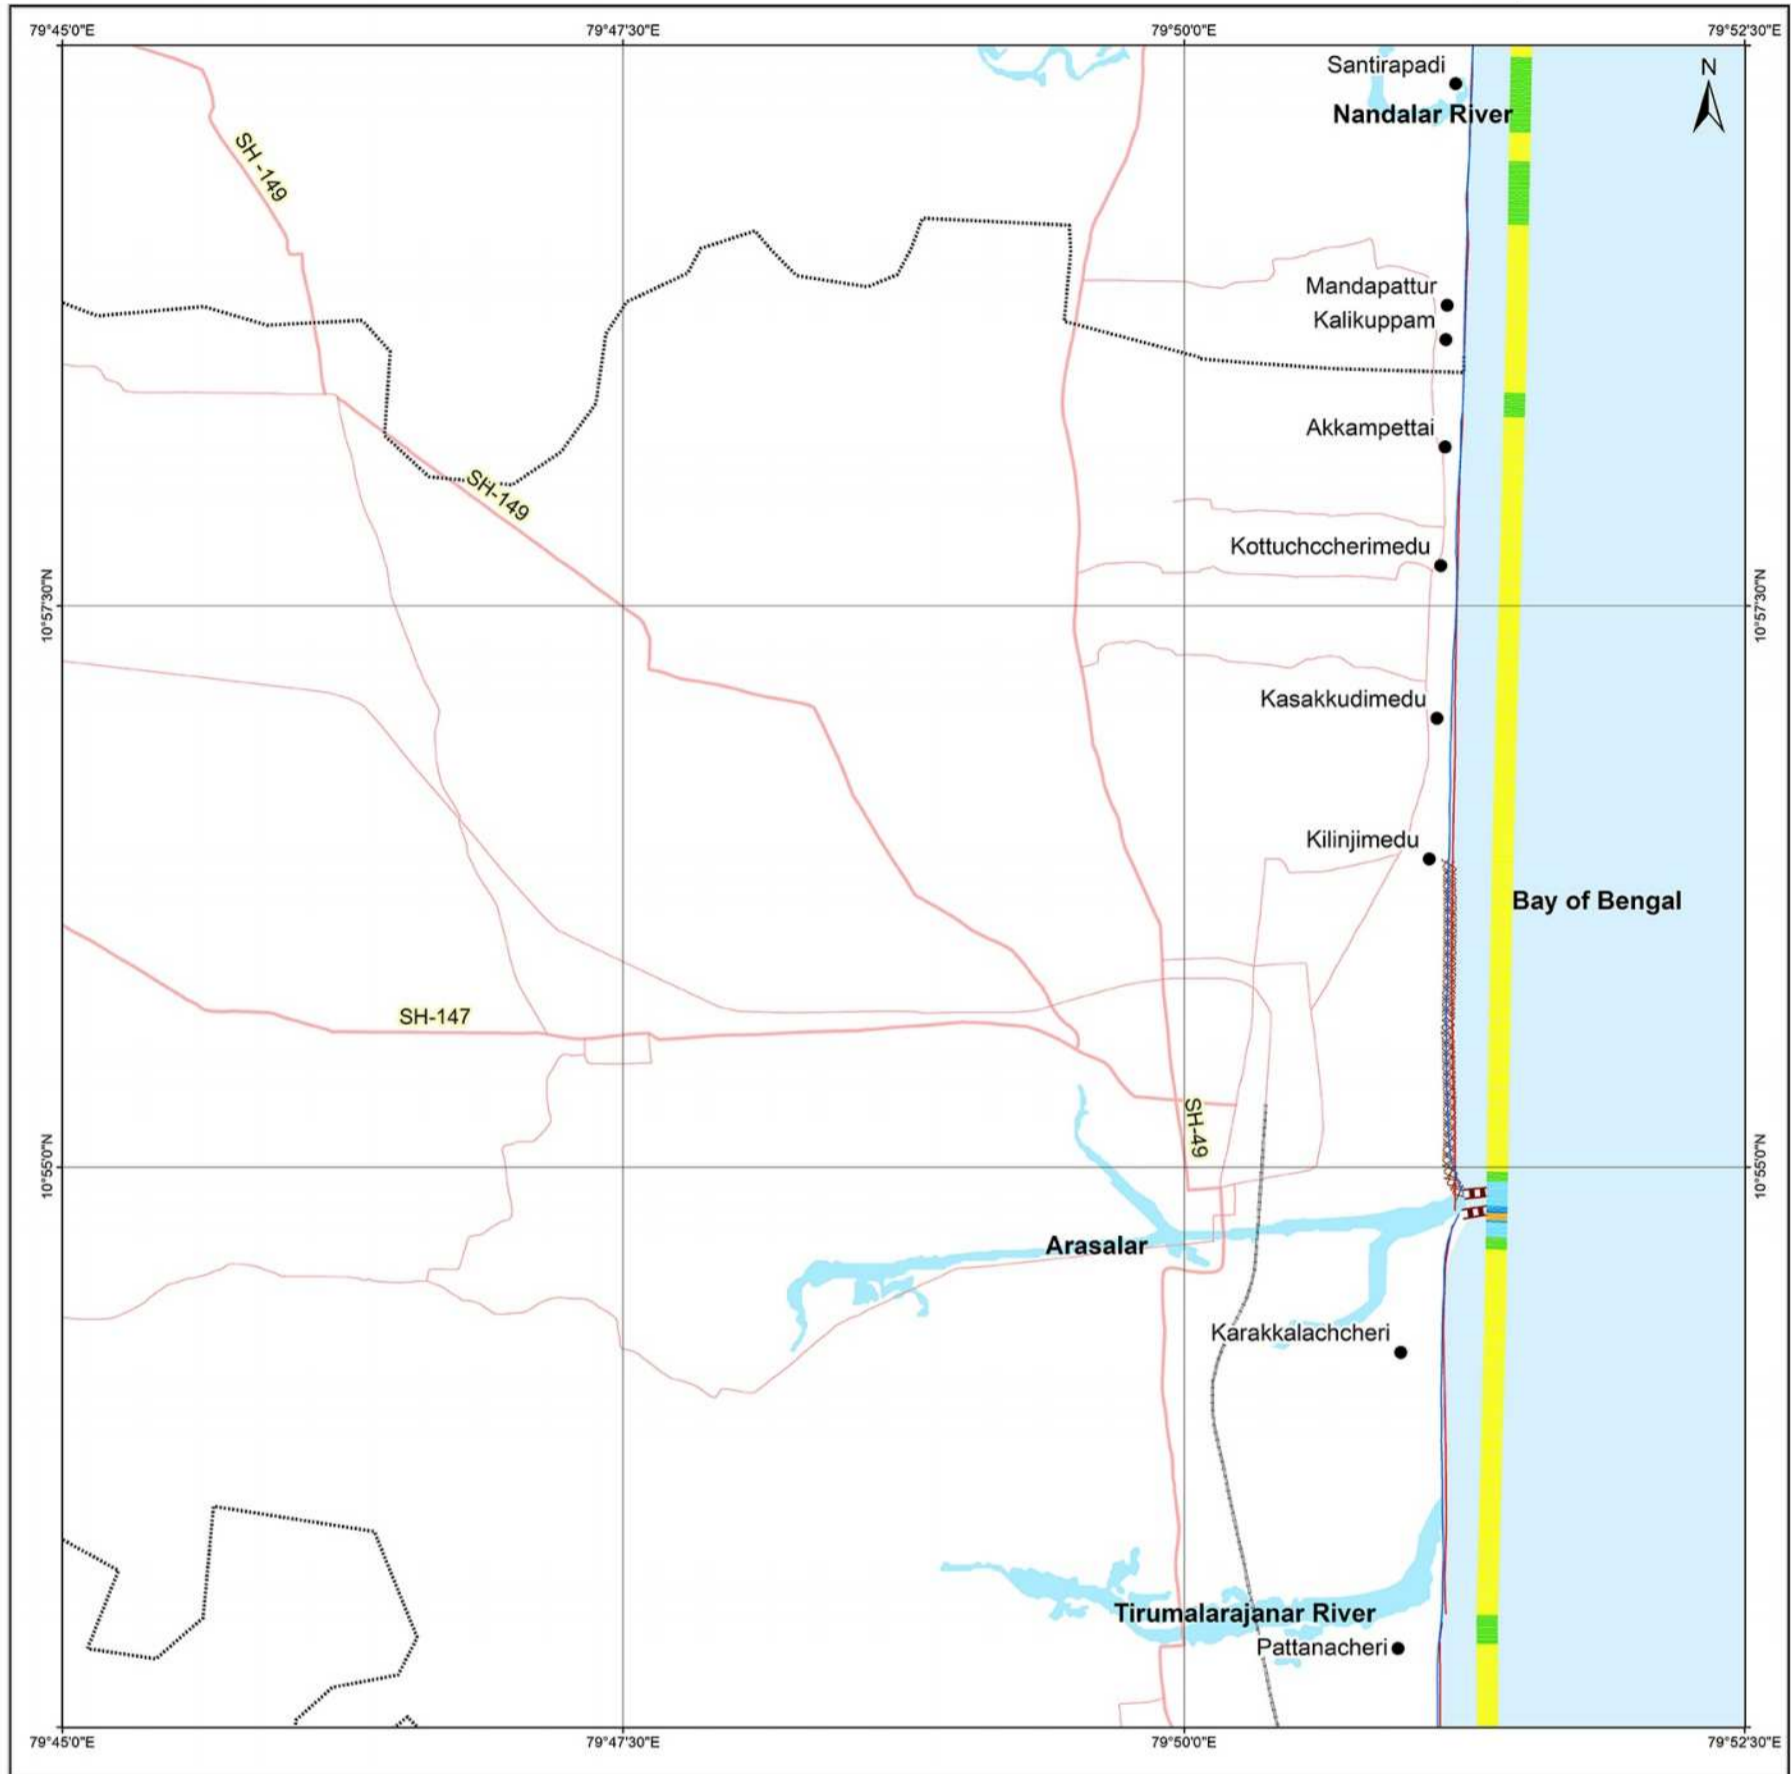 79°45'0"E
79°47'30"E
79°50'0"E
79°52'30"E
Santirapadi
N
Nandalar River
SH -149
Mandapattur
Kalikuppam
Akkampettai
SH-149
Kottuchccherimedu
10°57'30"N
10°57'30"N
Kasakkudimedu
Kilinjimedu
Bay of Bengal
SH-147
SH-49
10°55'0"N
10°55'0"N
Arasalar
Karakkalachcheri
Tirumalarajanar River
Pattanacheri
79°45'0"E
79°47'30"E
79°50'0"E
79°52'30"E